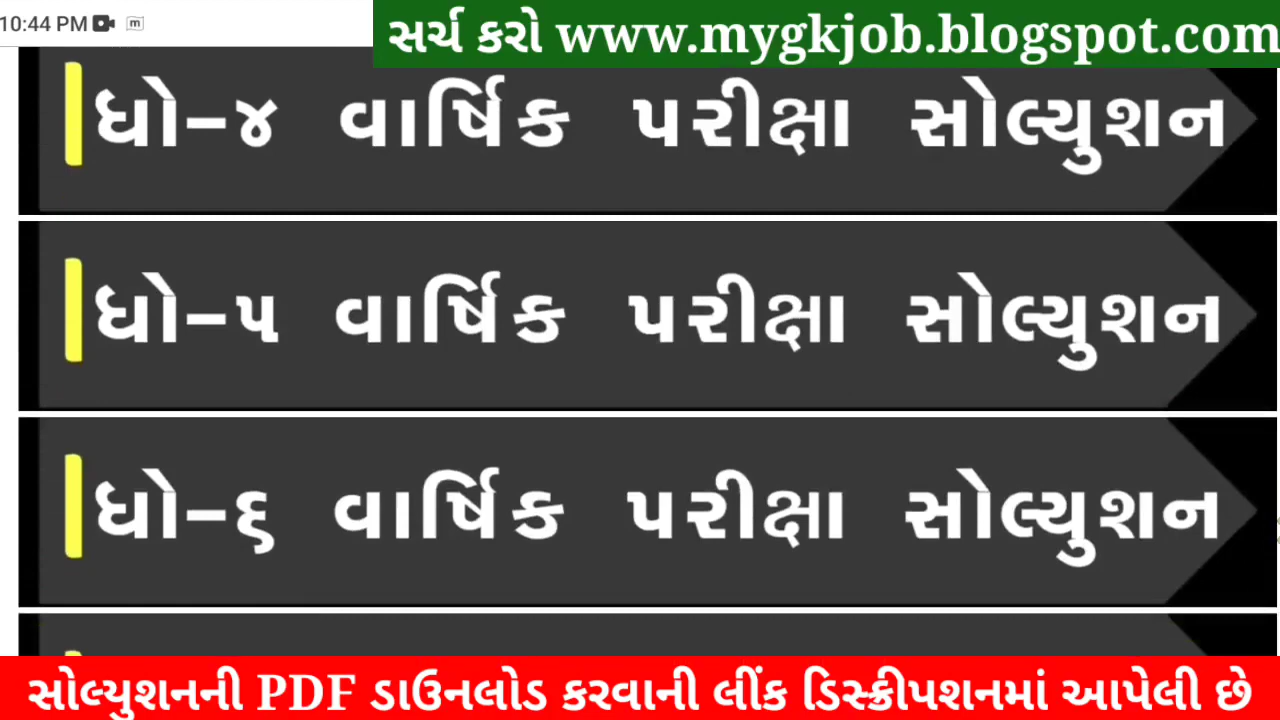 10:44 PM m
સર્ચ કરો www.mygkjob.blogspot.com
ધો-૪ વાર્ષિક પરીક્ષા સોલ્યુશન
ધો-૫ વાર્ષિક પરીક્ષા સોલ્યુશન
ધો-૬ વાર્ષિક પરીક્ષા સોલ્યુશન
સોલ્યુશનની PDF ડાઉનલોડ કરવાની લીંક ડિસ્ક્રીપશનમાં આપેલી છે